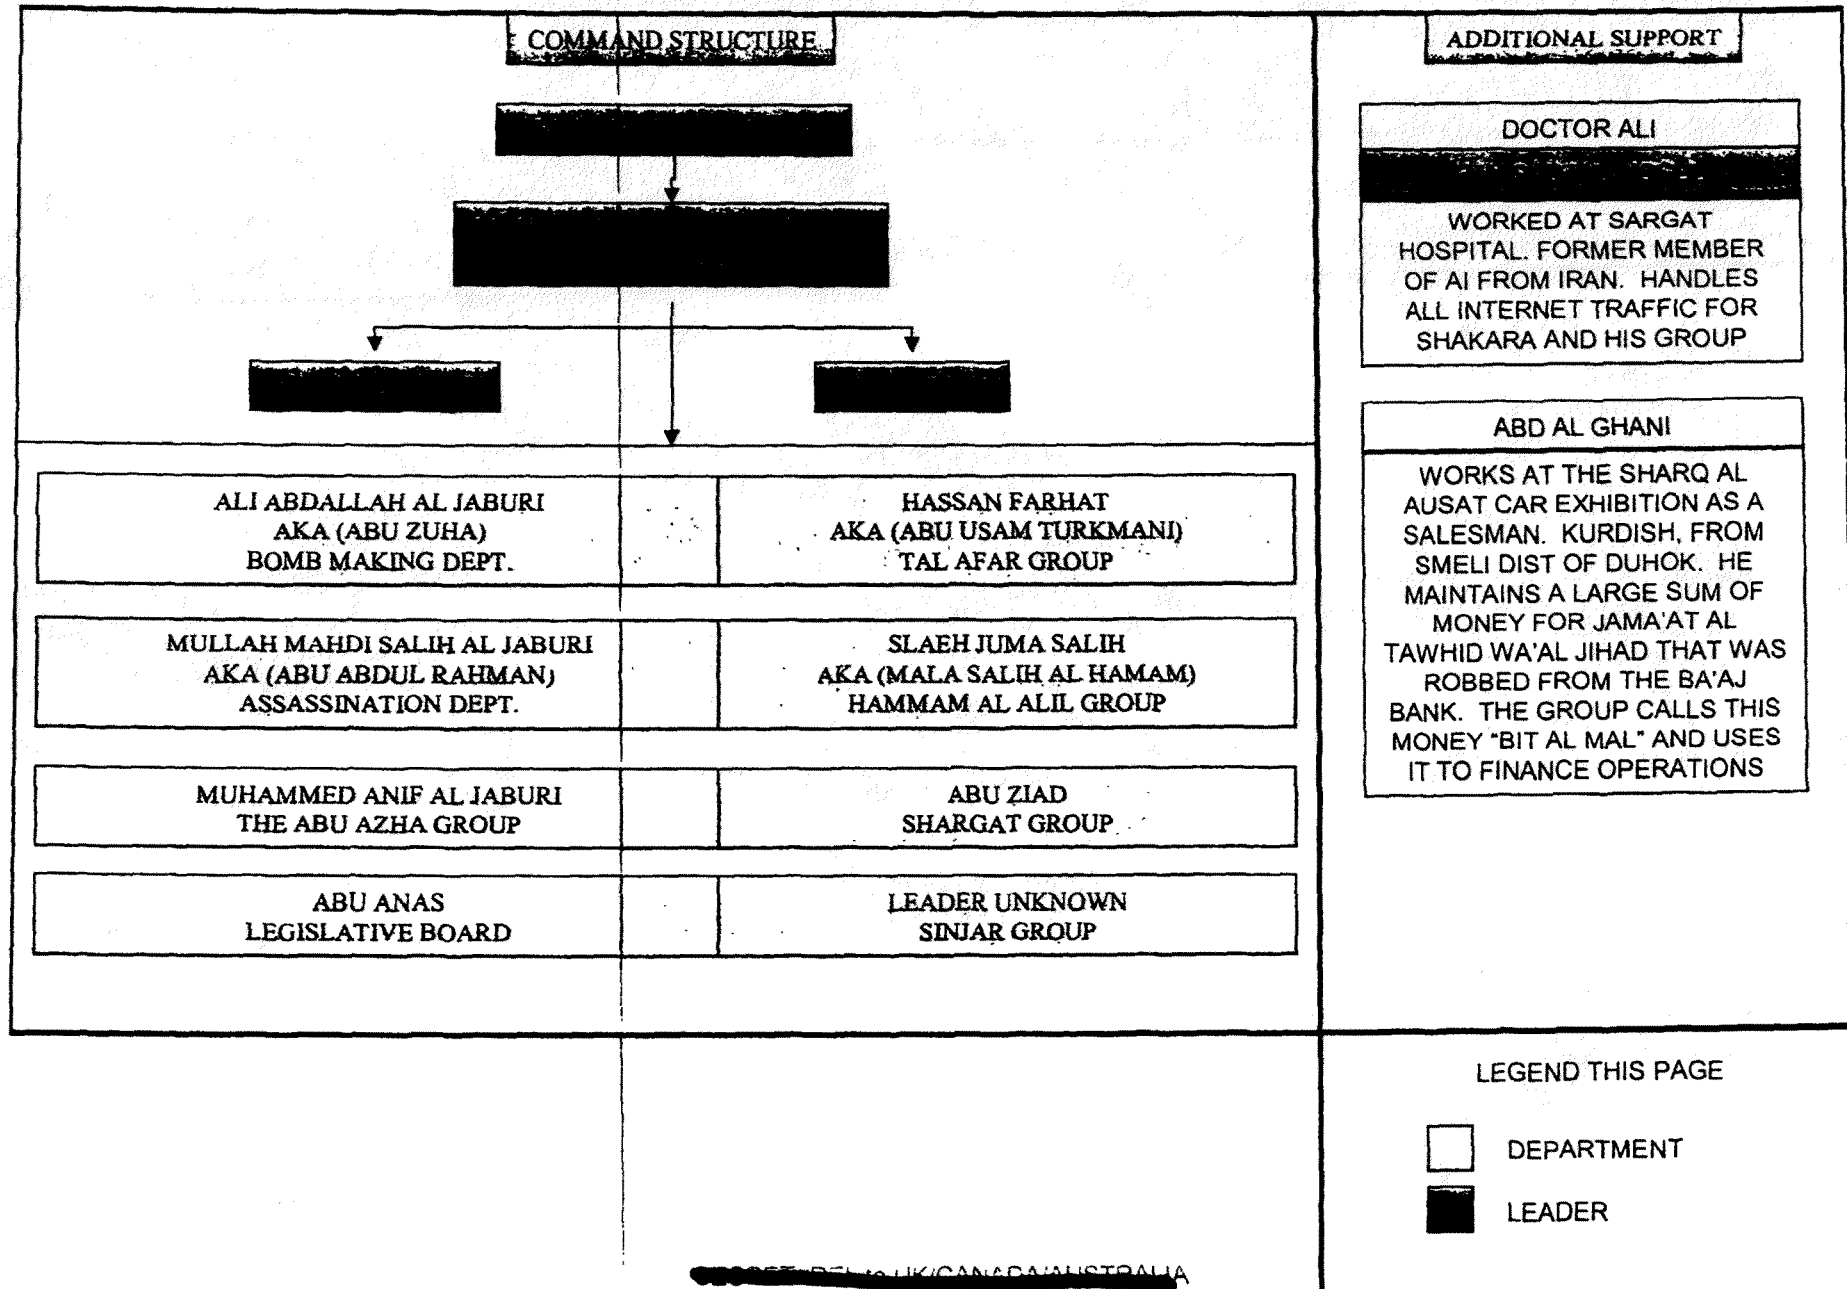 COMMAND STRUCTURE
ALI ABDALLAH AL JABURI
AKA (ABU ZUHA)
BOMB MAKING DEPT.
HASSAN FARHAT
AKA (ABU USAM TURKMANI)
TAL AFAR GROUP
MULLAH MAHDI SALIH AL JABURI
AKA (ABU ABDUL RAHMAN)
ASSASSINATION DEPT.
SLAEH JUMA SALIH
AKA (MALA SALIH AL HAMAM)
HAMMAM AL ALIL GROUP
MUHAMMED ANIF AL JABURI
THE ABU AZHA GROUP
ABU ZIAD
SHARGAT GROUP
ABU ANAS
LEGISLATIVE BOARD
LEADER UNKNOWN
SINJAR GROUP
ADDITIONAL SUPPORT
DOCTOR ALI
WORKED AT SARGAT
HOSPITAL. FORMER MEMBER
OF AI FROM IRAN. HANDLES
ALL INTERNET TRAFFIC FOR
SHAKARA AND HIS GROUP
ABD AL GHANI
WORKS AT THE SHARQ AL
AUSAT CAR EXHIBITION AS A
SALESMAN. KURDISH, FROM
SMELI DIST OF DUHOK. HE
MAINTAINS A LARGE SUM OF
MONEY FOR JAMA'AT AL
TAWHID WA'AL JIHAD THAT WAS
ROBBED FROM THE BA'AJ
BANK. THE GROUP CALLS THIS
MONEY "BIT AL MAL" AND USES
IT TO FINANCE OPERATIONS
LEGEND THIS PAGE
DEPARTMENT
LEADER
UK/CANADA/AUSTRALIA